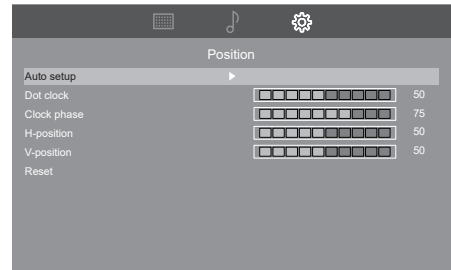 Position
Auto setup
Dot clock 50
Clock phase 75
H-position 50
V-position 50
Reset